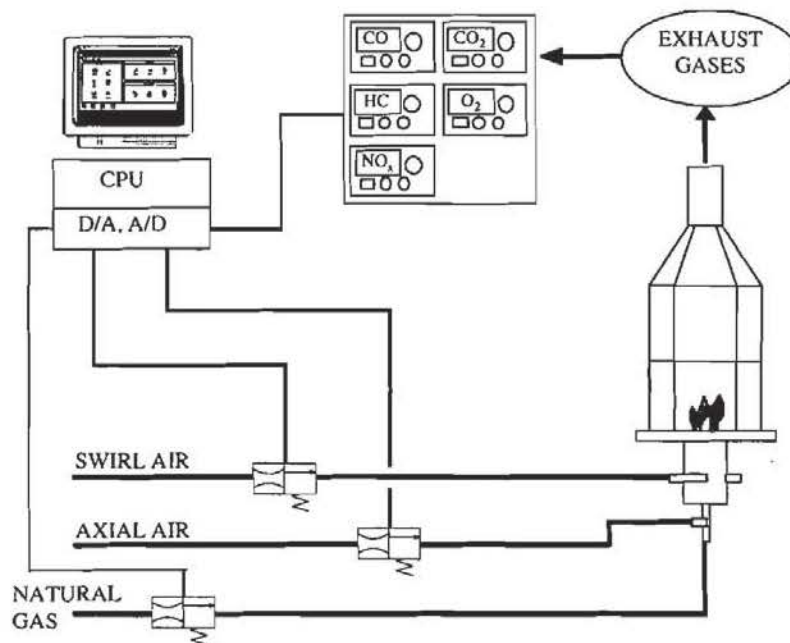 CO
CO₂
EXHAUST
GASES
HC
O₂
NOₓ
CPU
D/A, A/D
SWIRL AIR
AXIAL AIR
NATURAL
GAS